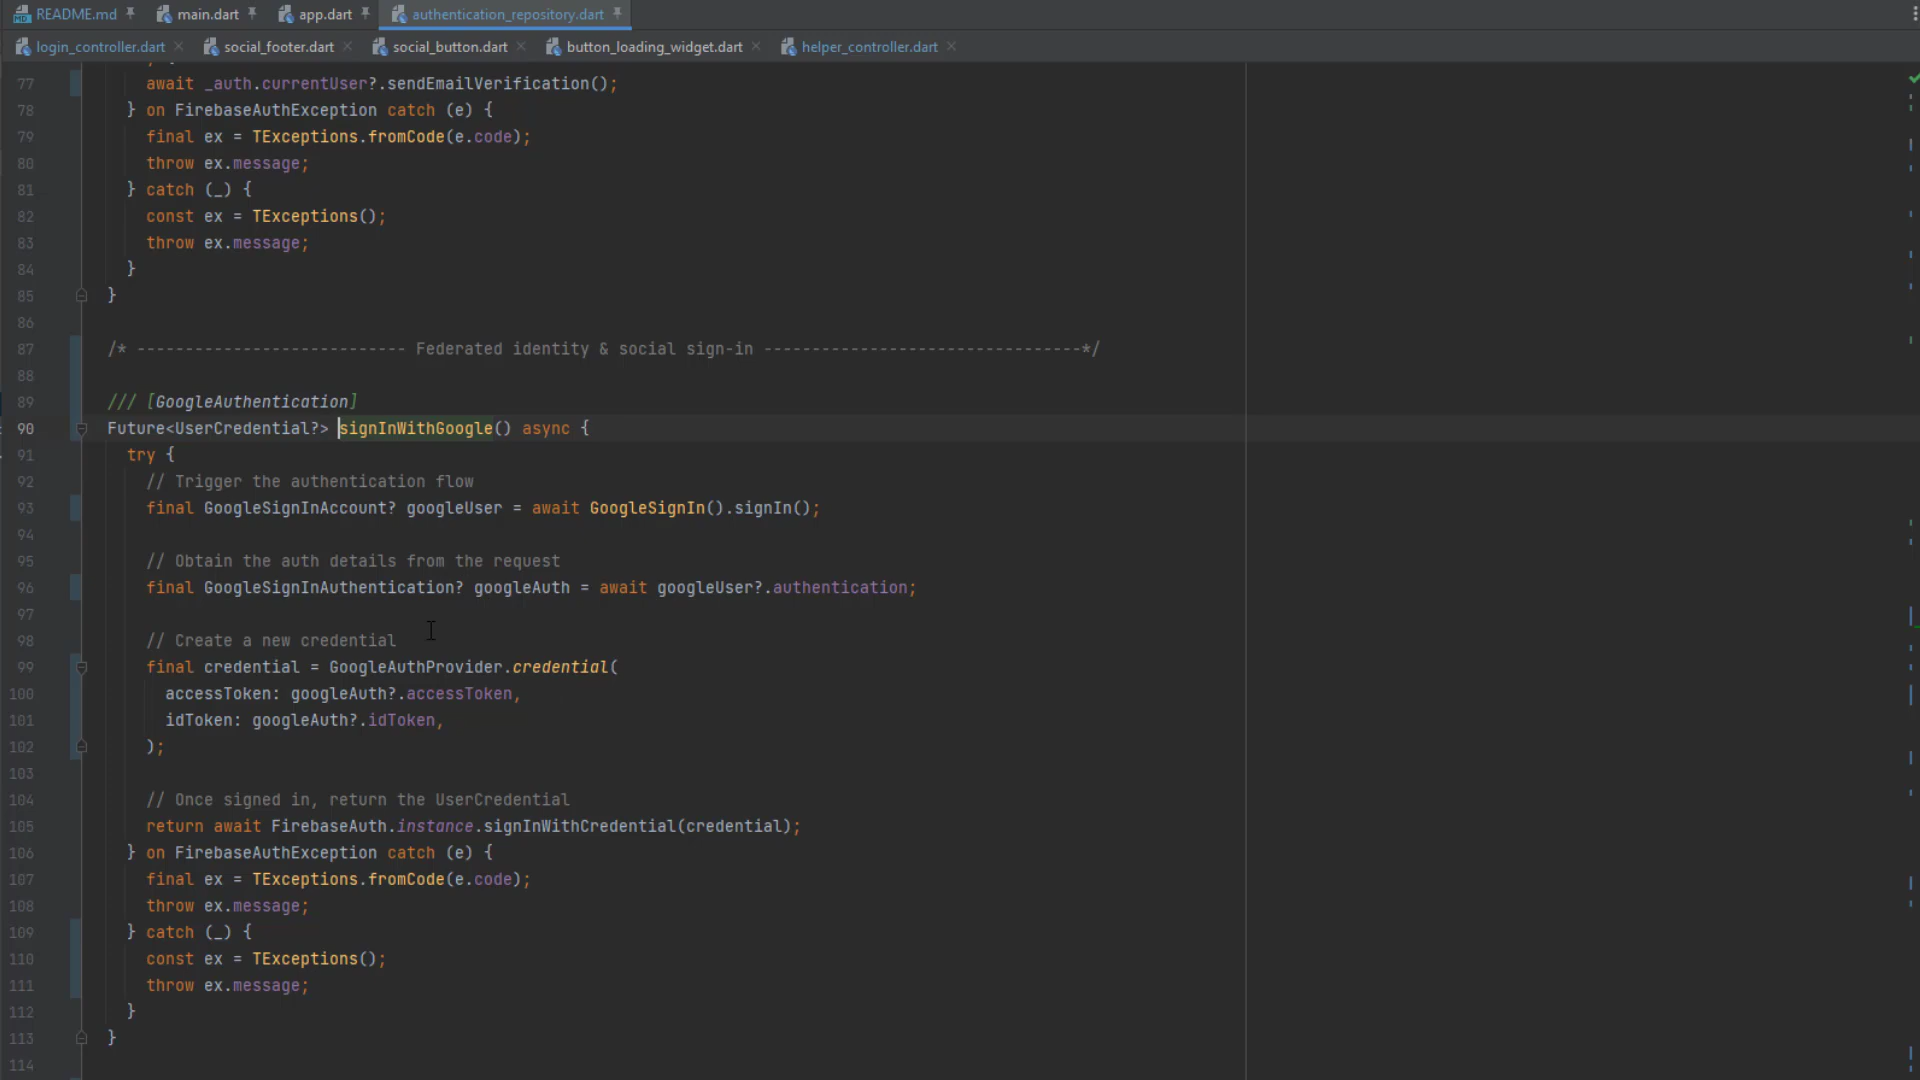 README.md main.dart app.dart authentication_repository.dart
login_controller.dart social_footer.dart social_button.dart button_loading_widget.dart helper_controller.dart
77 await _auth.currentUser?.sendEmailVerification();
78 } on FirebaseAuthException catch (e) {
79 final ex = TExceptions.fromCode(e.code);
80 throw ex.message;
81 } catch (_) {
82 const ex = TExceptions();
83 throw ex.message;
84 }
85 }
86
87 /* ---------------------------- Federated identity & social sign-in ---------------------------------*/
88
89 /// [GoogleAuthentication]
90 Future<UserCredential?> signInWithGoogle() async {
91 try {
92 // Trigger the authentication flow
93 final GoogleSignInAccount? googleUser = await GoogleSignIn().signIn();
94
95 // Obtain the auth details from the request
96 final GoogleSignInAuthentication? googleAuth = await googleUser?.authentication;
97
98 // Create a new credential
99 final credential = GoogleAuthProvider.credential(
100 accessToken: googleAuth?.accessToken,
101 idToken: googleAuth?.idToken,
102 );
103
104 // Once signed in, return the UserCredential
105 return await FirebaseAuth.instance.signInWithCredential(credential);
106 } on FirebaseAuthException catch (e) {
107 final ex = TExceptions.fromCode(e.code);
108 throw ex.message;
109 } catch (_) {
110 const ex = TExceptions();
111 throw ex.message;
112 }
113 }
114